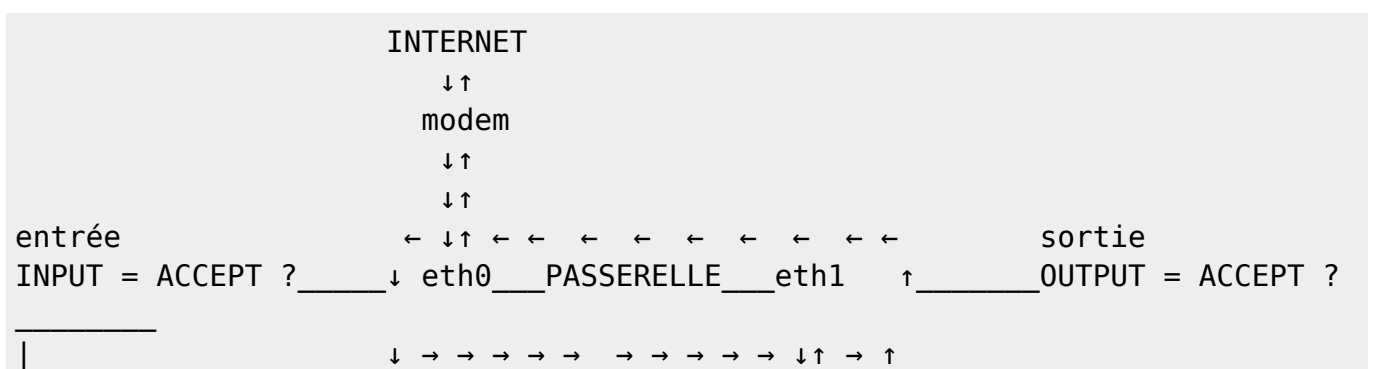 INTERNET
↓↑
modem
↓↑
↓↑
entrée ← ↓↑ ← ← ← ← ← ← ← ← ← sortie
INPUT = ACCEPT ?_____↓ eth0___PASSERELLE___eth1 ↑_______OUTPUT = ACCEPT ?
________
| ↓ → → → → → → → → → → ↓↑ → ↑